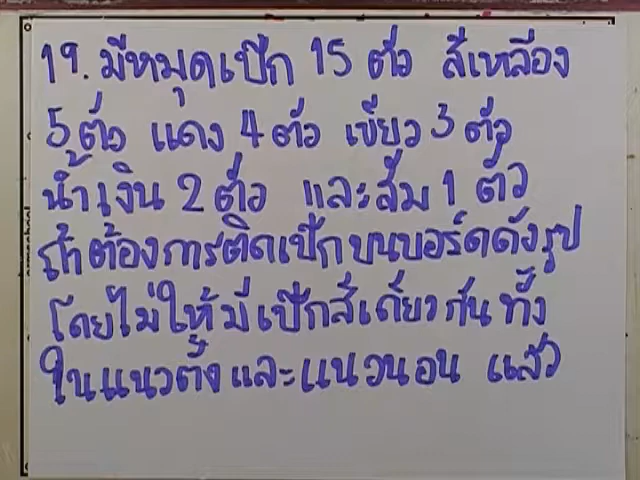 19. มีหมุดเป๊ก 15 ตัว สีเหลือง
5 ตัว แดง 4 ตัว เขียว 3 ตัว
น้ำเงิน 2 ตัว และส้ม 1 ตัว
ถ้าต้องการติดเป๊กบนบอร์ดดังรูป
โดยไม่ให้มีเป๊กสีเดียวกันทั้ง
ในแนวตั้งและแนวนอน แล้ว